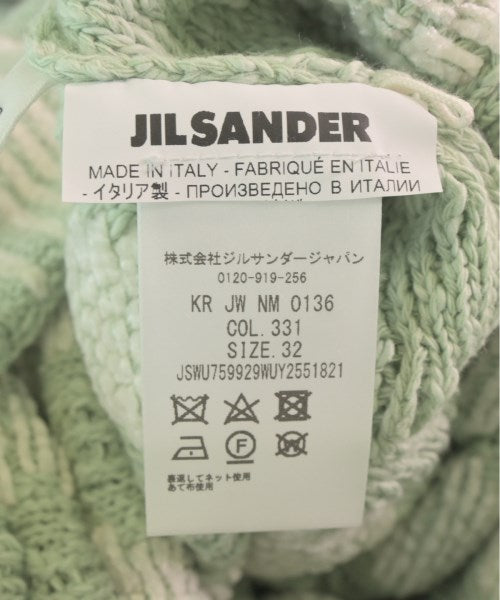 JIL SANDER
MADE IN ITALY - FABRIQUÉ EN ITALIE
- イタリア製 - ПРОИЗВЕДЕНО В ИТАЛИИ
株式会社ジルサンダージャパン
0120-919-256
KR JW NM 0136
COL.331
SIZE.32
JSWU759929WUY2551821
F W
裏返してネット使用
あて布使用